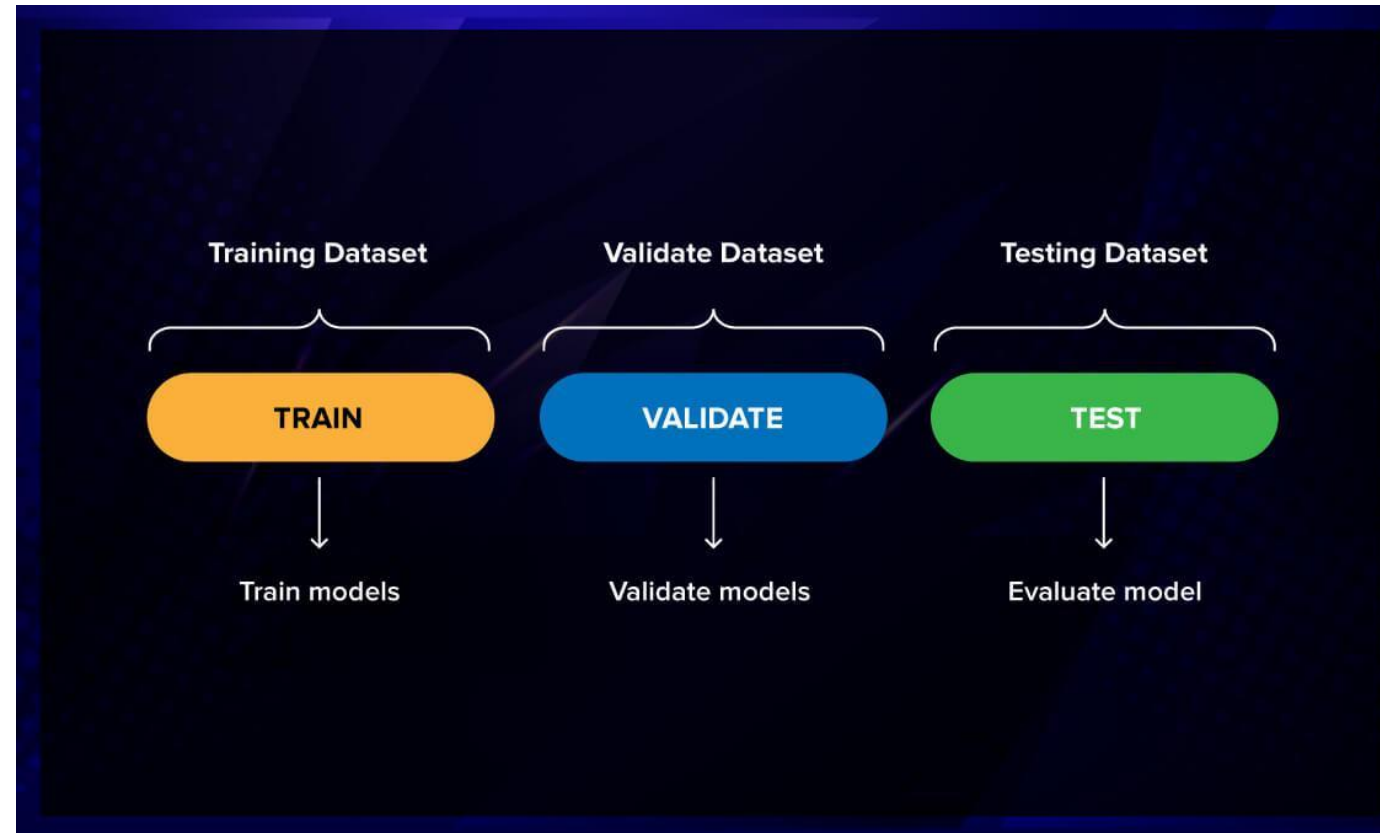 Training Dataset
Validate Dataset
Testing Dataset
TRAIN
VALIDATE
TEST
Train models
Validate models
Evaluate model